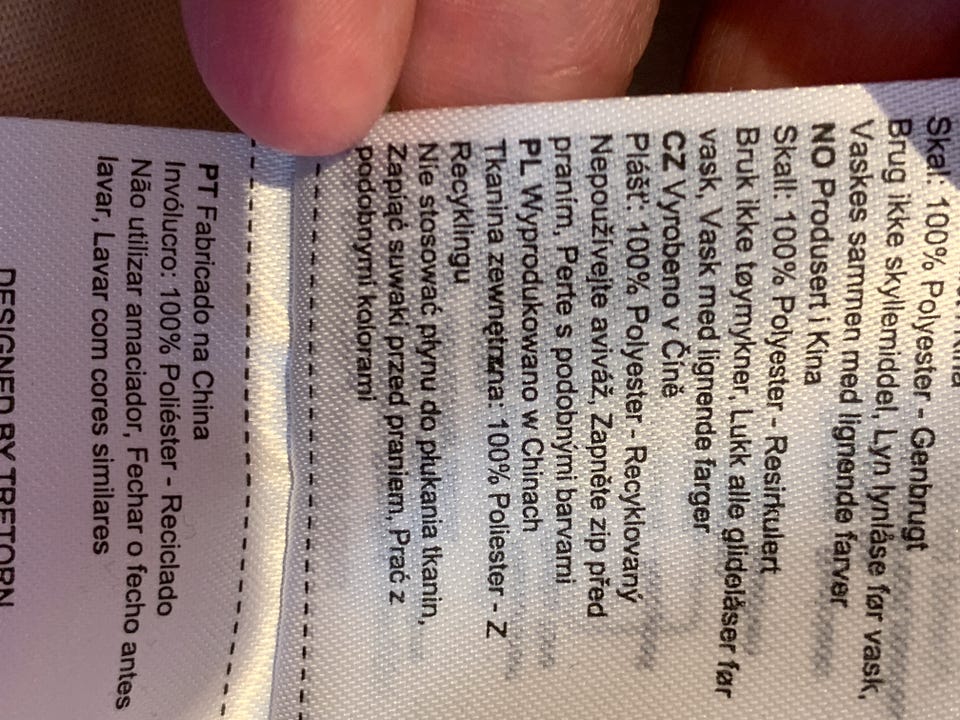 Skal: 100% Polyester - Genbrugt
Brug ikke skyllemiddel, Lyn lynlåse før vask,
Vaskes sammen med lignende farver
NO Produsert i Kina
Skall: 100% Polyester - Resirkulert
Bruk ikke tøymykner, Lukk alle glidelåser før
vask, Vask med lignende farger
CZ Vyrobeno v Číně
Plášť: 100% Polyester - Recyklovaný
Nepoužívejte aviváž, Zapněte zip před
praním, Perte s podobnými barvami
PL Wyprodukowano w Chinach
Tkanina zewnętrzna: 100% Poliester - Z
Recyklingu
Nie stosować płynu do płukania tkanin,
Zapiąć suwaki przed praniem, Prać z
podobnymi kolorami
PT Fabricado na China
Invólucro: 100% Poliéster - Reciclado
Não utilizar amaciador, Fechar o fecho antes
lavar, Lavar com cores similares
DESIGNED BY TRETORN